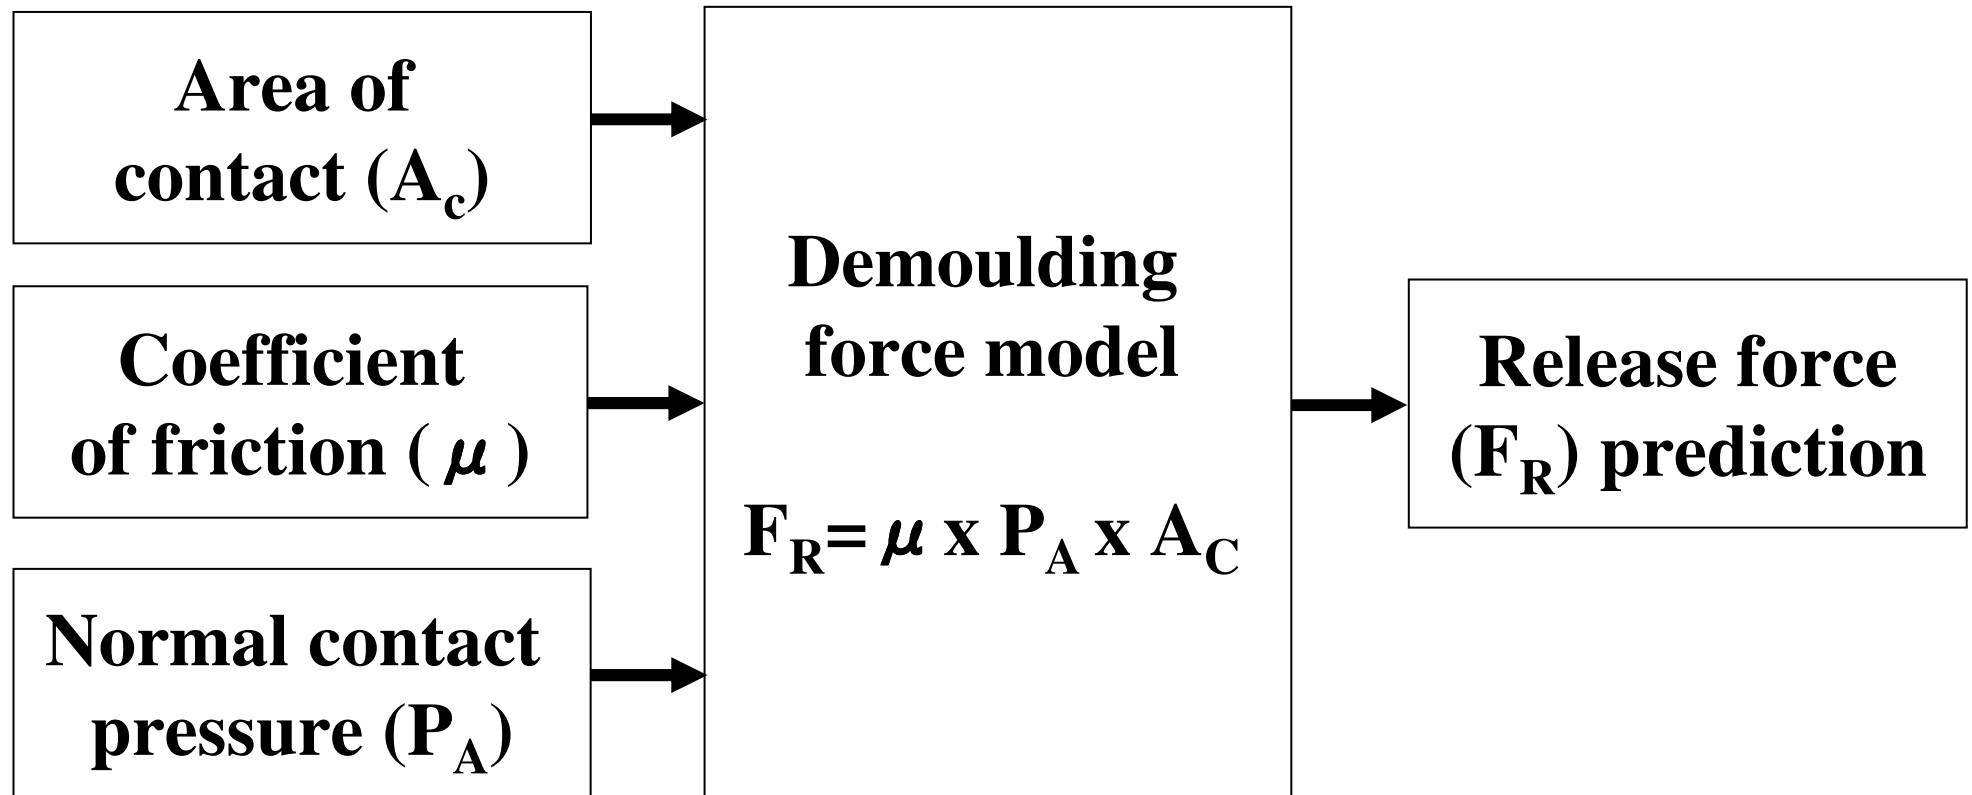 Area of
contact (Ac)
Coefficient
of friction ( μ )
Normal contact
pressure (PA)
Demoulding
force model
FR= μ x PA x AC
Release force
(FR) prediction